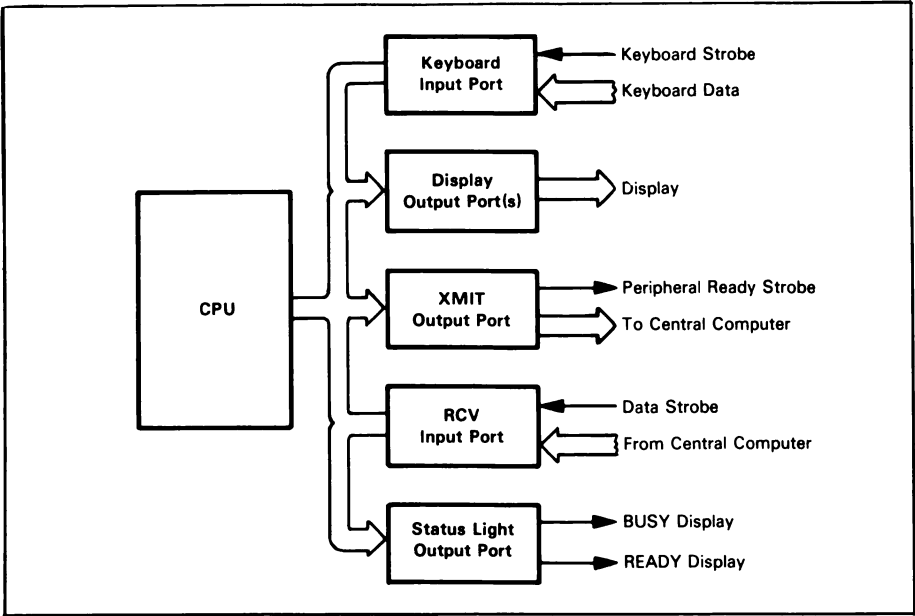 Keyboard
Input Port
Keyboard Strobe
Keyboard Data
Display
Output Port(s)
Display
CPU
XMIT
Output Port
Peripheral Ready Strobe
To Central Computer
RCV
Input Port
Data Strobe
From Central Computer
Status Light
Output Port
BUSY Display
READY Display